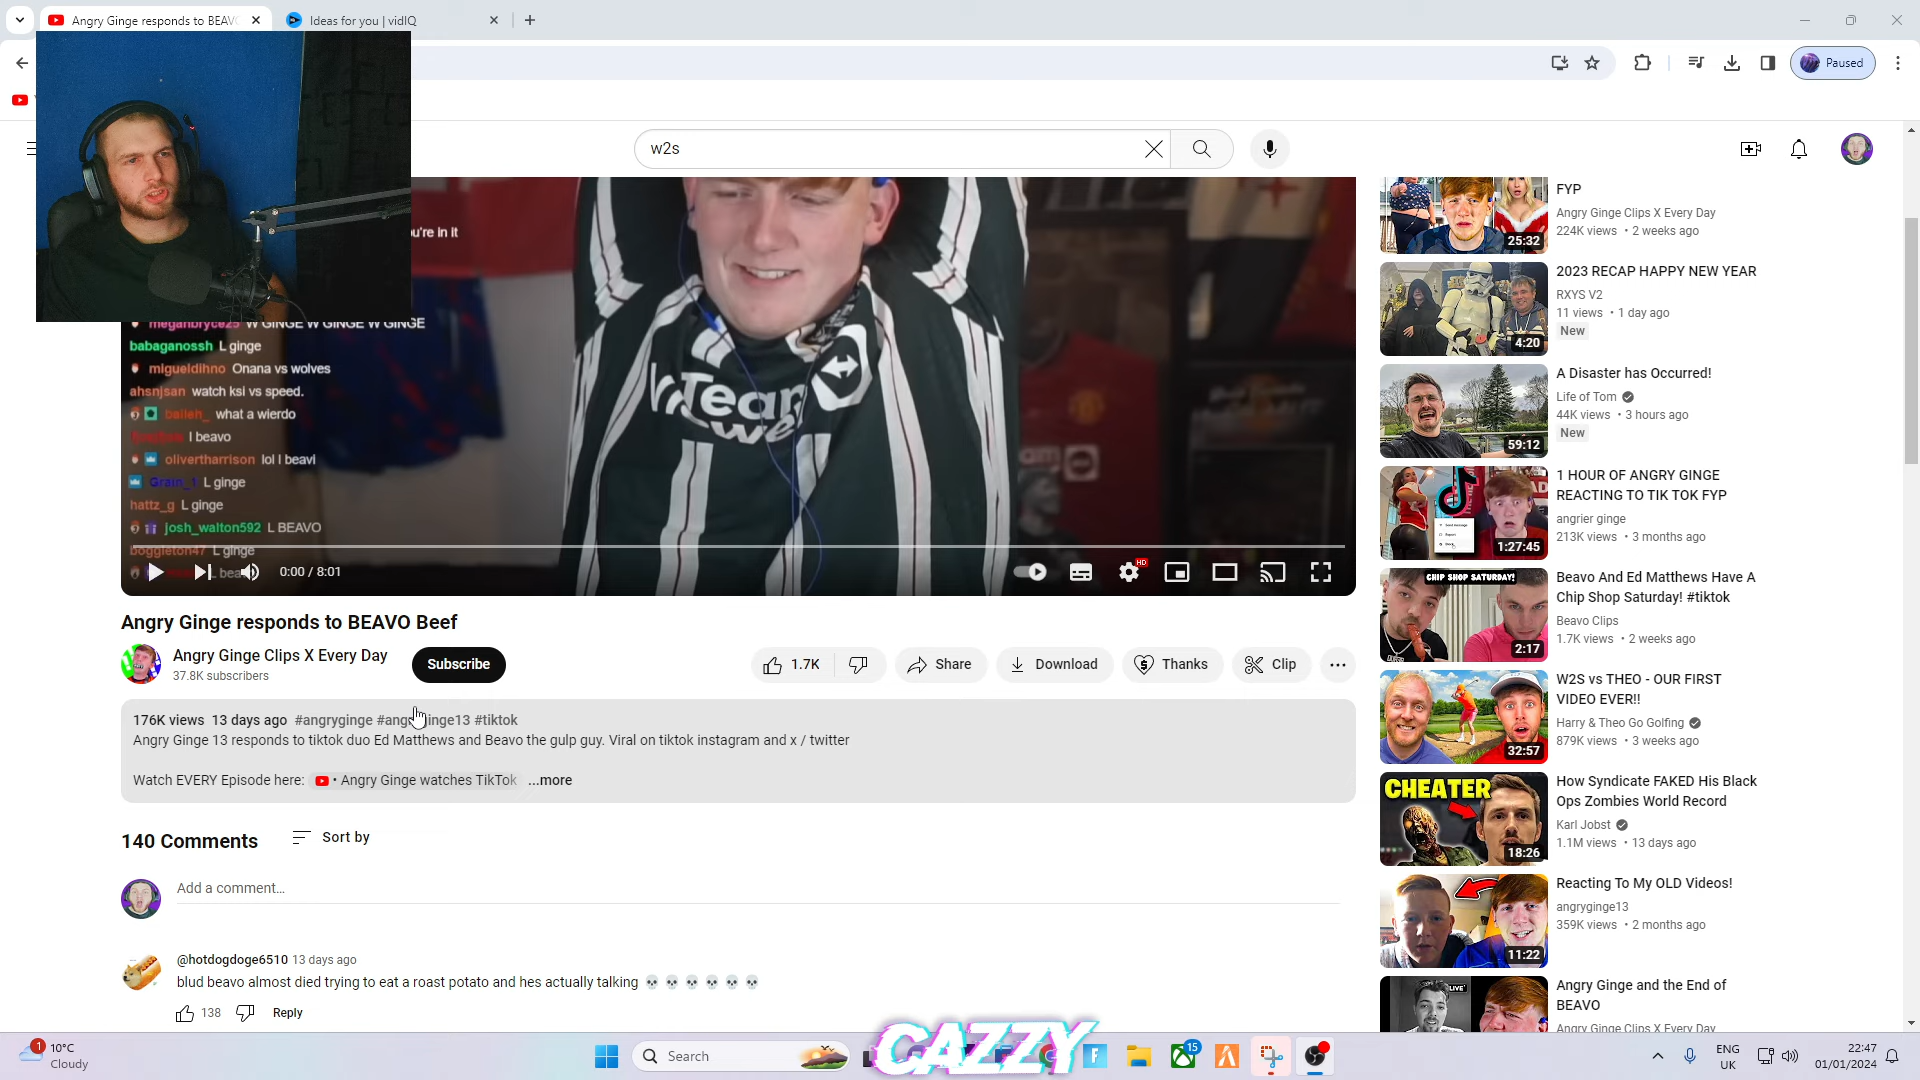 Angry Ginge responds to BEAVO
Ideas for you | vidIQ
Paused
w2s
u're in it
meganbryce25 W GINGE W GINGE W GINGE
babaganossh L ginge
migueldihno Onana vs wolves
ahsnjsan watch ksi vs speed.
balleh_ what a wierdo
l beavo
olivertharrison lol l beavi
Grain_1 L ginge
hattz_g L ginge
josh_walton592 L BEAVO
boggleton47 L ginge
Team
0:00 / 8:01
HD
Angry Ginge responds to BEAVO Beef
Angry Ginge Clips X Every Day
37.8K subscribers
Subscribe
1.7K
Share
Download
Thanks
Clip
176K views 13 days ago #angryginge #ang inge13 #tiktok
Angry Ginge 13 responds to tiktok duo Ed Matthews and Beavo the gulp guy. Viral on tiktok instagram and x / twitter
Watch EVERY Episode here: • Angry Ginge watches TikTok ...more
140 Comments
Sort by
Add a comment...
@hotdogdoge6510 13 days ago
blud beavo almost died trying to eat a roast potato and hes actually talking 💀 💀 💀 💀 💀 💀
138
Reply
FYP
Angry Ginge Clips X Every Day
224K views • 2 weeks ago
25:32
2023 RECAP HAPPY NEW YEAR
RXYS V2
11 views • 1 day ago
New
4:20
A Disaster has Occurred!
Life of Tom
44K views • 3 hours ago
New
59:12
1 HOUR OF ANGRY GINGE
REACTING TO TIK TOK FYP
angrier ginge
213K views • 3 months ago
1:27:45
CHIP SHOP SATURDAY!
Beavo And Ed Matthews Have A
Chip Shop Saturday! #tiktok
Beavo Clips
1.7K views • 2 weeks ago
2:17
W2S vs THEO - OUR FIRST
VIDEO EVER!!
Harry & Theo Go Golfing
879K views • 3 weeks ago
32:57
CHEATER
How Syndicate FAKED His Black
Ops Zombies World Record
Karl Jobst
1.1M views • 13 days ago
18:26
Reacting To My OLD Videos!
angryginge13
359K views • 2 months ago
11:22
LIVE
Angry Ginge and the End of
BEAVO
Angry Ginge Clips X Every Day
1
10°C
Cloudy
Search
CAZZY
15
ENG
UK
22:47
01/01/2024